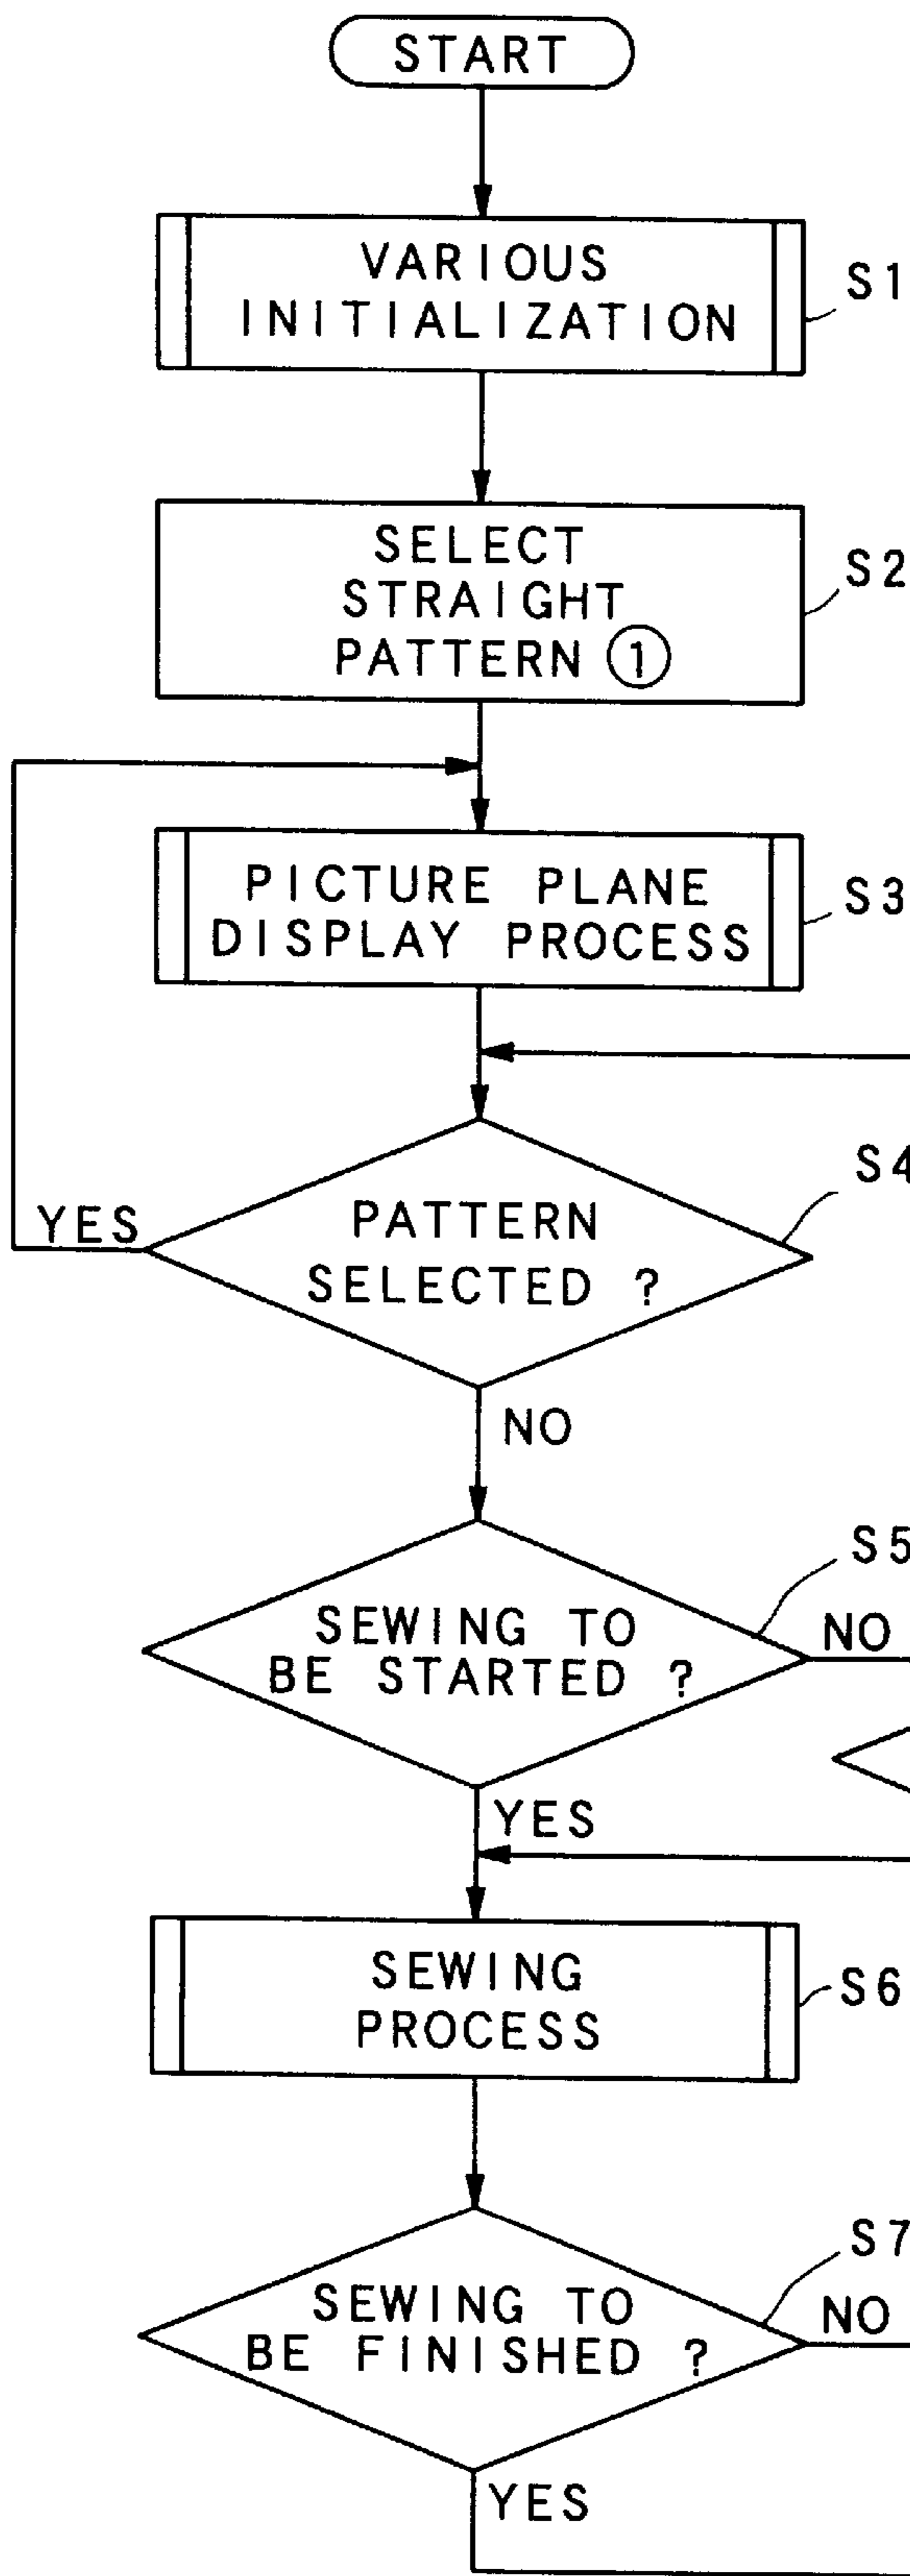 START
VARIOUS
INITIALIZATION
S1
SELECT
STRAIGHT
PATTERN ①
S2
PICTURE PLANE
DISPLAY PROCESS
S3
PATTERN
SELECTED ?
S4
YES
NO
SEWING TO
BE STARTED ?
S5
NO
YES
SEWING
PROCESS
S6
SEWING TO
BE FINISHED ?
S7
NO
YES